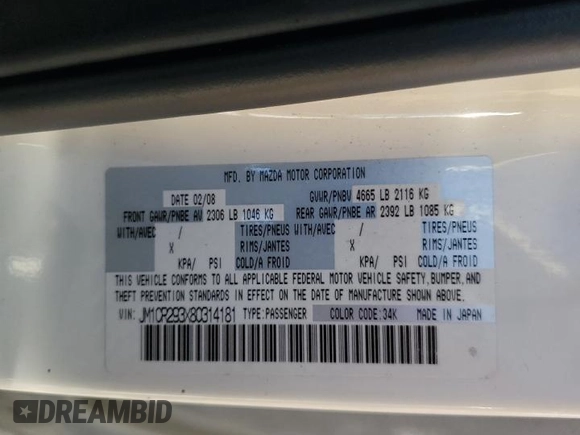 MFD. BY MAZDA MOTOR CORPORATION
DATE 02/08 GVWR/PNBV 4665 LB 2116 KG
FRONT GAWR/PNBE AV 2306 LB 1046 KG REAR GAWR/PNBE AR 2392 LB 1085 KG
WITH/AVEC / TIRES/PNEUS WITH/AVEC / TIRES/PNEUS
X RIMS/JANTES X RIMS/JANTES
KPA/ PSI COLD/A FROID KPA/ PSI COLD/A FROID
THIS VEHICLE CONFORMS TO ALL APPLICABLE FEDERAL MOTOR VEHICLE SAFETY, BUMPER, AND
THEFT PREVENTION STANDARDS IN EFFECT ON THE DATE OF MANUFACTURE SHOWN ABOVE.
VIN: JM1CR293X80314181 TYPE:PASSENGER COLOR CODE:34K MADE IN JAPAN
DREAMBID